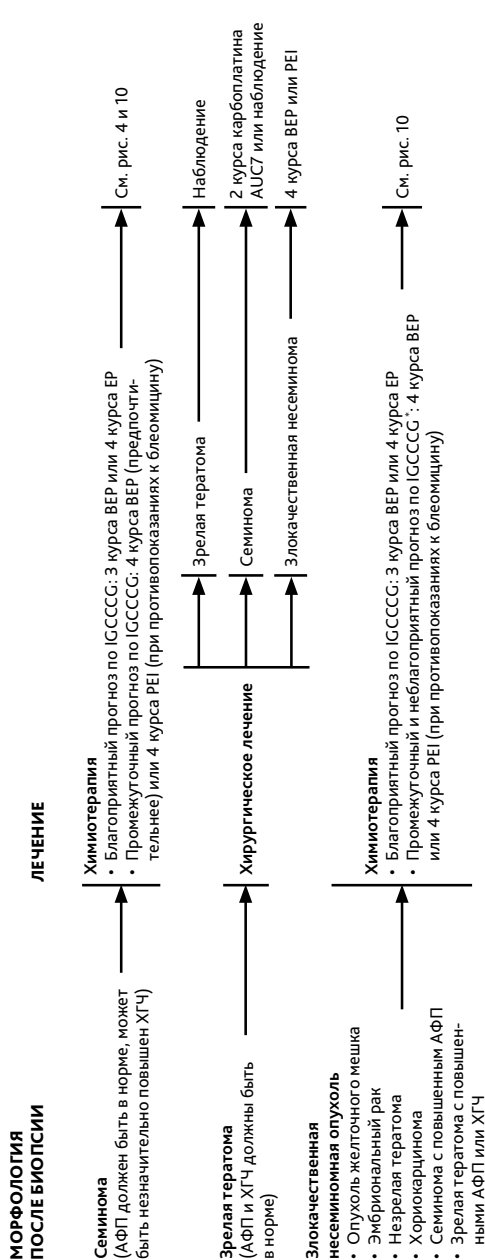 МОРФОЛОГИЯ
ПОСЛЕ БИОПСИИ
ЛЕЧЕНИЕ
Семинома
(АФП должен быть в норме, может
быть незначительно повышен ХГЧ)
Химиотерапия
• Благоприятный прогноз по IGCCCG: 3 курса BEP или 4 курса EP
• Промежуточный прогноз по IGCCCG: 4 курса BEP (предпочти-
тельнее) или 4 курса PEI (при противопоказаниях к блеомицину)
См. рис. 4 и 10
Зрелая тератома
(АФП и ХГЧ должны быть
в норме)
Хирургическое лечение
Зрелая тератома
Наблюдение
Семинома
2 курса карбоплатина
AUC7 или наблюдение
Злокачественная несеминома
4 курса BEP или PEI
Злокачественная
несеминомная опухоль
• Опухоль желточного мешка
• Эмбриональный рак
• Незрелая тератома
• Хориокарцинома
• Семинома с повышенным АФП
• Зрелая тератома с повышен-
ными АФП или ХГЧ
Химиотерапия
• Благоприятный прогноз по IGCCCG: 3 курса BEP или 4 курса EP
• Промежуточный и неблагоприятный прогноз по IGCCCG*: 4 курса BEP
или 4 курса PEI (при противопоказаниях к блеомицину)
См. рис. 10